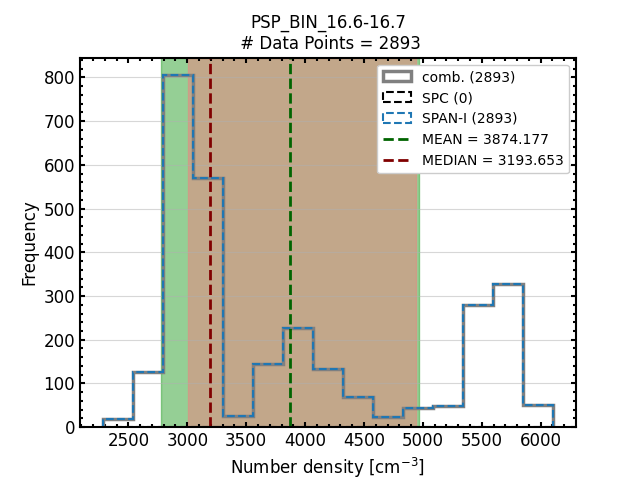 PSP_BIN_16.6-16.7
# Data Points = 2893
comb. (2893)
SPC (0)
SPAN-I (2893)
MEAN = 3874.177
MEDIAN = 3193.653
Frequency
800
700
600
500
400
300
200
100
0
2500 3000 3500 4000 4500 5000 5500 6000
Number density [cm⁻³]